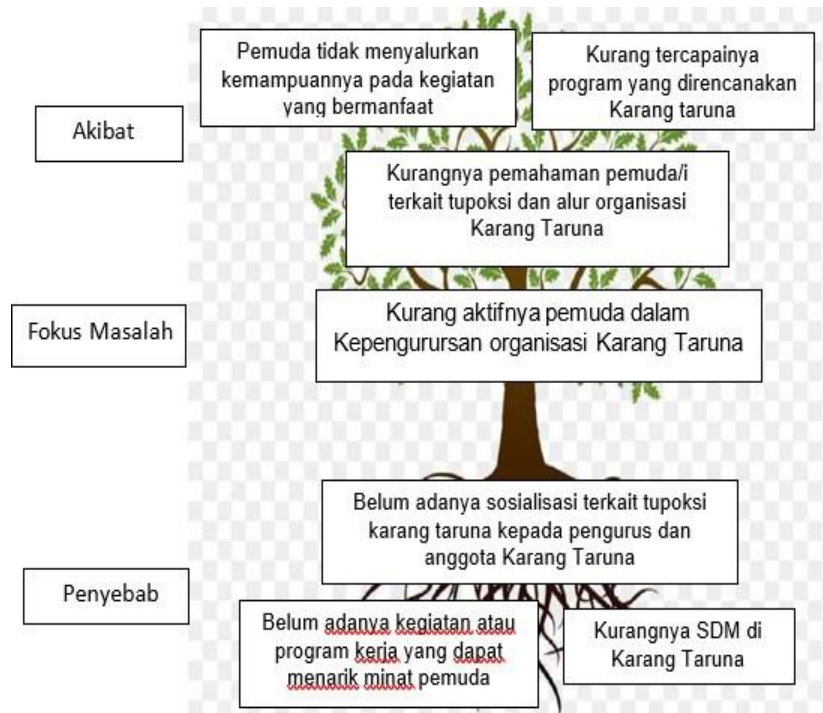 Pemuda tidak menyalurkan
kemampuannya pada kegiatan
yang bermanfaat
Kurang tercapainya
program yang direncanakan
Karang taruna
Akibat
Kurangnya pemahaman pemuda/i
terkait tupoksi dan alur organisasi
Karang Taruna
Fokus Masalah
Kurang aktifnya pemuda dalam
Kepengurursan organisasi Karang Taruna
Belum adanya sosialisasi terkait tupoksi
karang taruna kepada pengurus dan
anggota Karang Taruna
Penyebab
Belum adanya kegiatan atau
program kerja yang dapat
menarik minat pemuda
Kurangnya SDM di
Karang Taruna